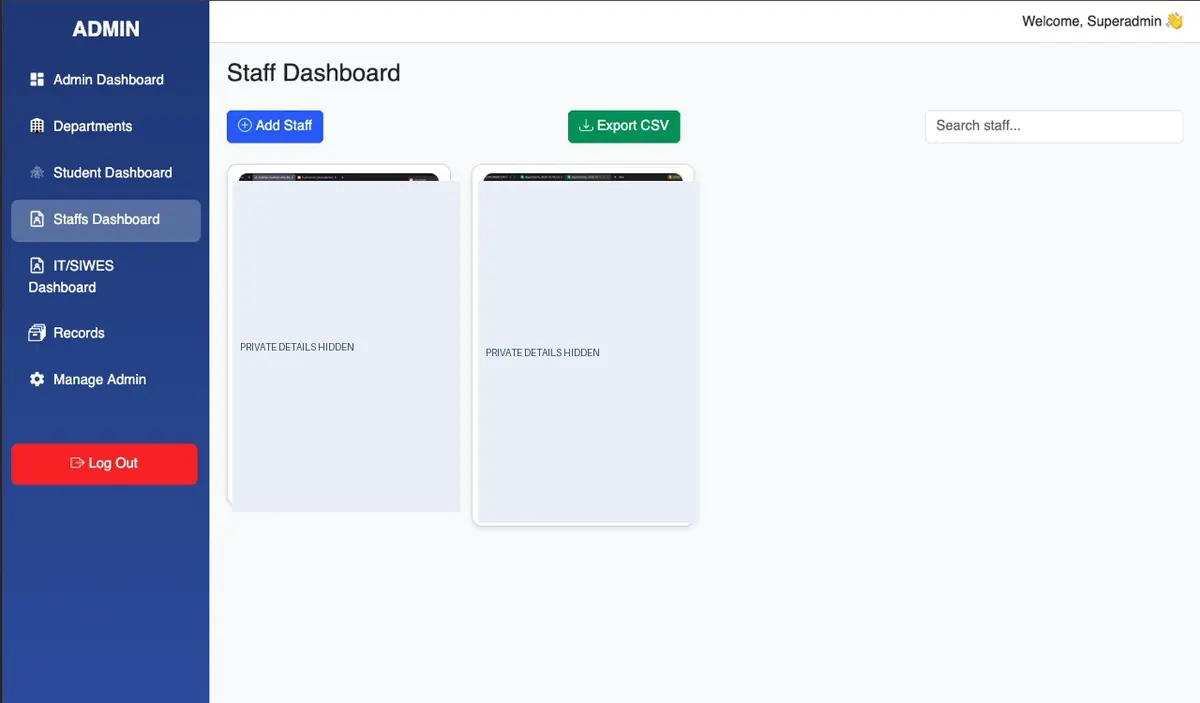 ADMIN
Admin Dashboard
Departments
Student Dashboard
Staffs Dashboard
IT/SIWES
Dashboard
Records
Manage Admin
Log Out
Welcome, Superadmin 👋
Staff Dashboard
Add Staff
Export CSV
Search staff...
PRIVATE DETAILS HIDDEN
PRIVATE DETAILS HIDDEN